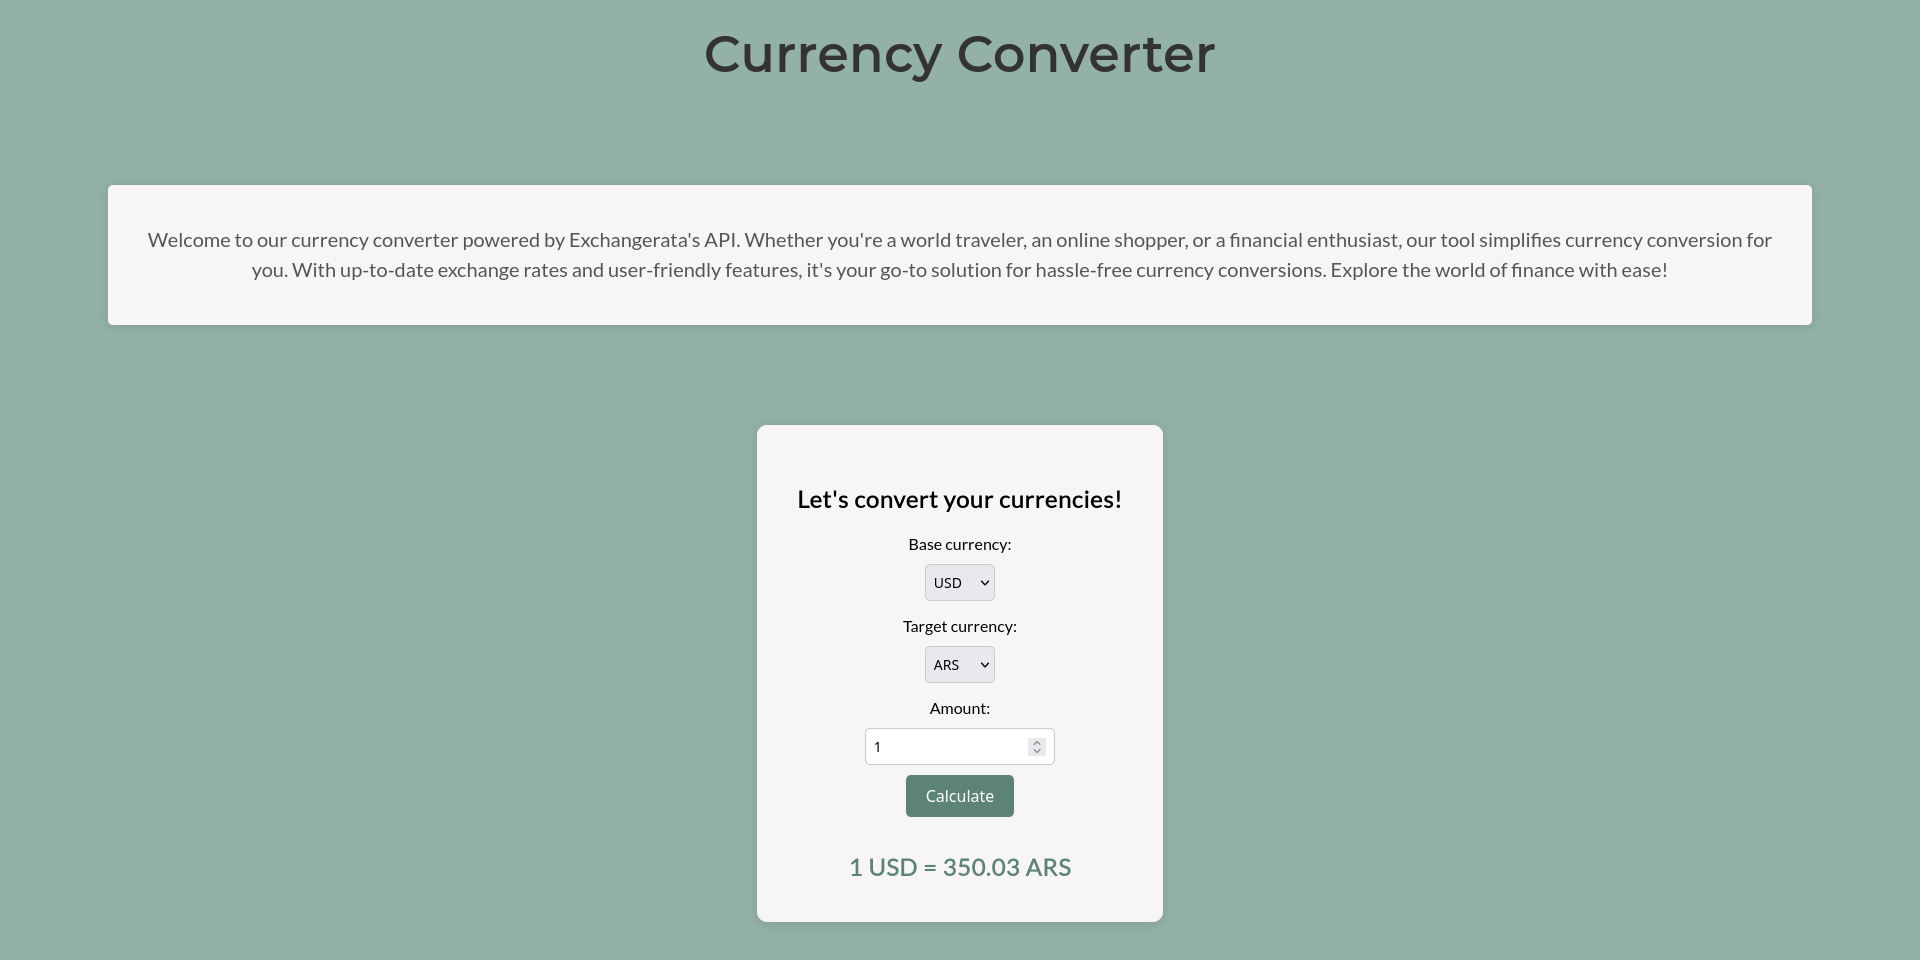 Currency Converter
Welcome to our currency converter powered by Exchangerata's API. Whether you're a world traveler, an online shopper, or a financial enthusiast, our tool simplifies currency conversion for
you. With up-to-date exchange rates and user-friendly features, it's your go-to solution for hassle-free currency conversions. Explore the world of finance with ease!
Let's convert your currencies!
Base currency:
USD
Target currency:
ARS
Amount:
1
Calculate
1 USD = 350.03 ARS